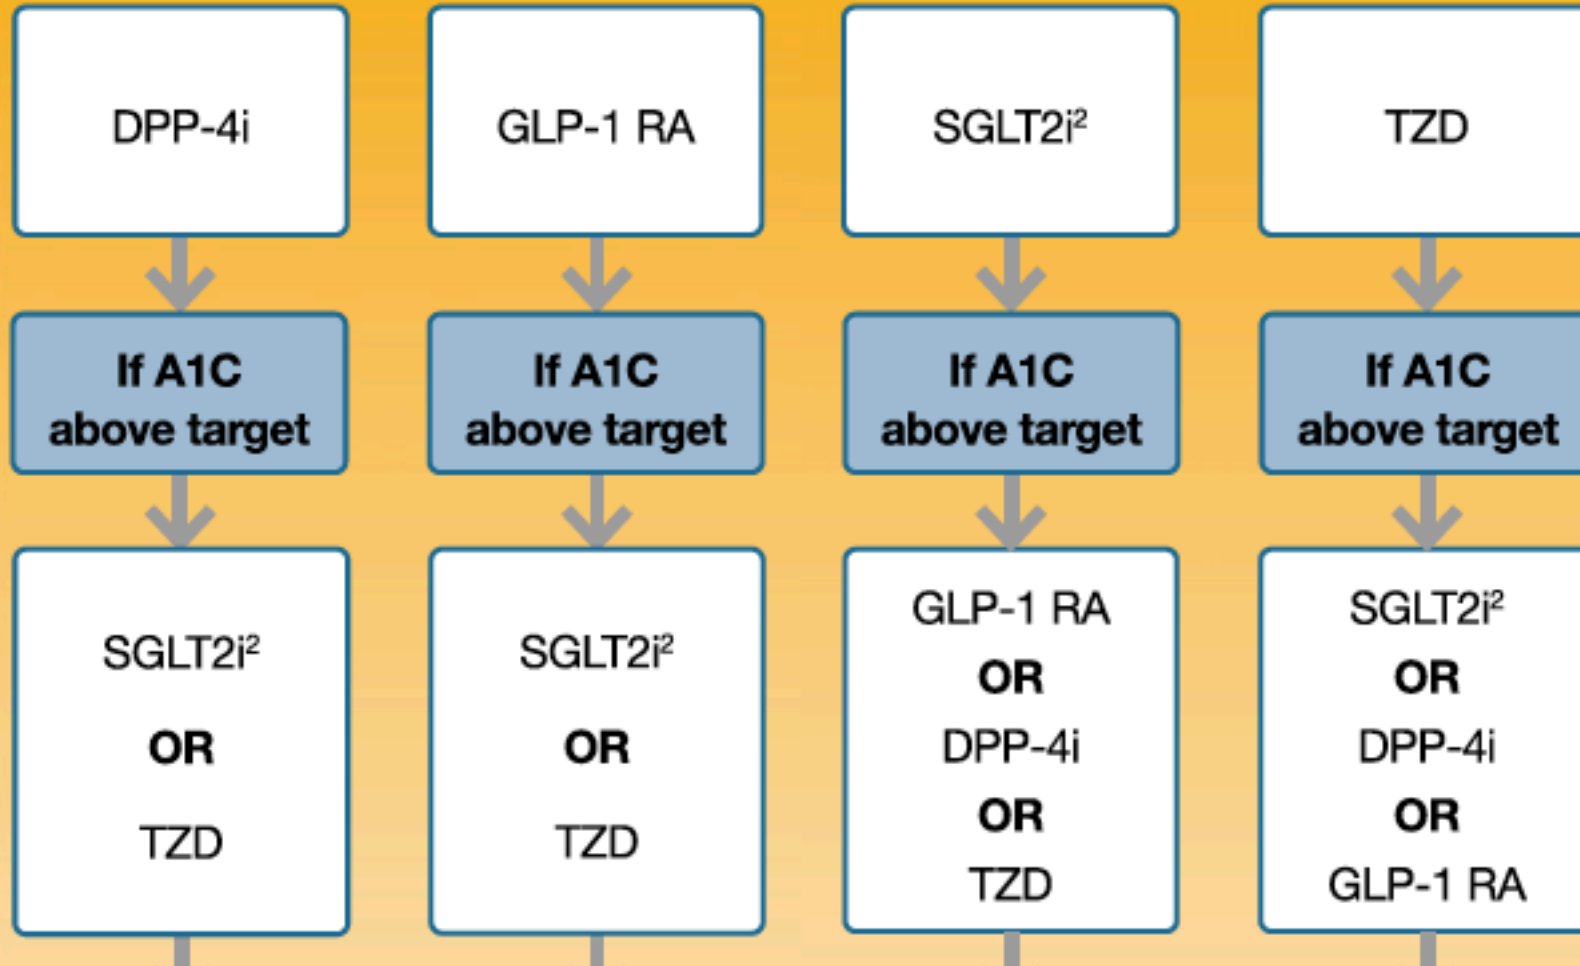 DPP-4i
GLP-1 RA
SGLT2i²
TZD
If A1C
above target
If A1C
above target
If A1C
above target
If A1C
above target
SGLT2i²
OR
TZD
SGLT2i²
OR
TZD
GLP-1 RA
OR
DPP-4i
OR
TZD
SGLT2i²
OR
DPP-4i
OR
GLP-1 RA